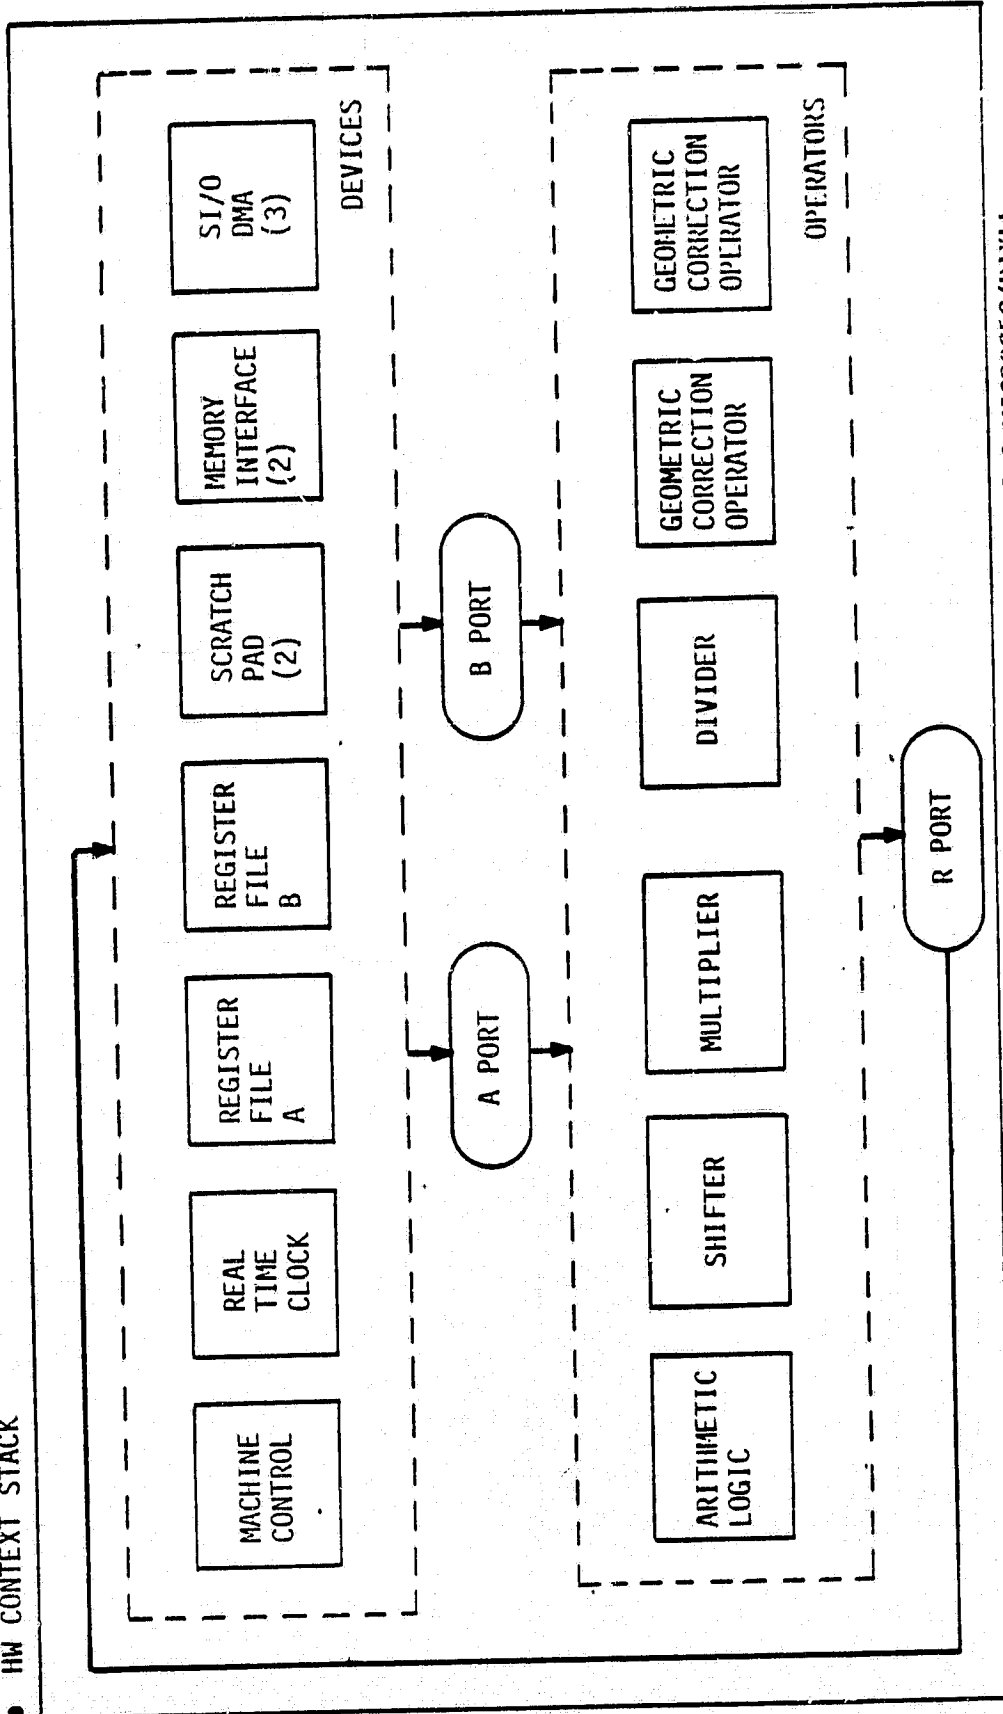 ● HW CONTEXT STACK
MACHINE
CONTROL
REAL
TIME
CLOCK
REGISTER
FILE
A
REGISTER
FILE
B
SCRATCH
PAD
(2)
MEMORY
INTERFACE
(2)
SI/O
DMA
(3)
DEVICES
A PORT
B PORT
ARITHMETIC
LOGIC
SHIFTER
MULTIPLIER
DIVIDER
GEOMETRIC
CORRECTION
OPERATOR
GEOMETRIC
CORRECTION
OPERATOR
OPERATORS
R PORT